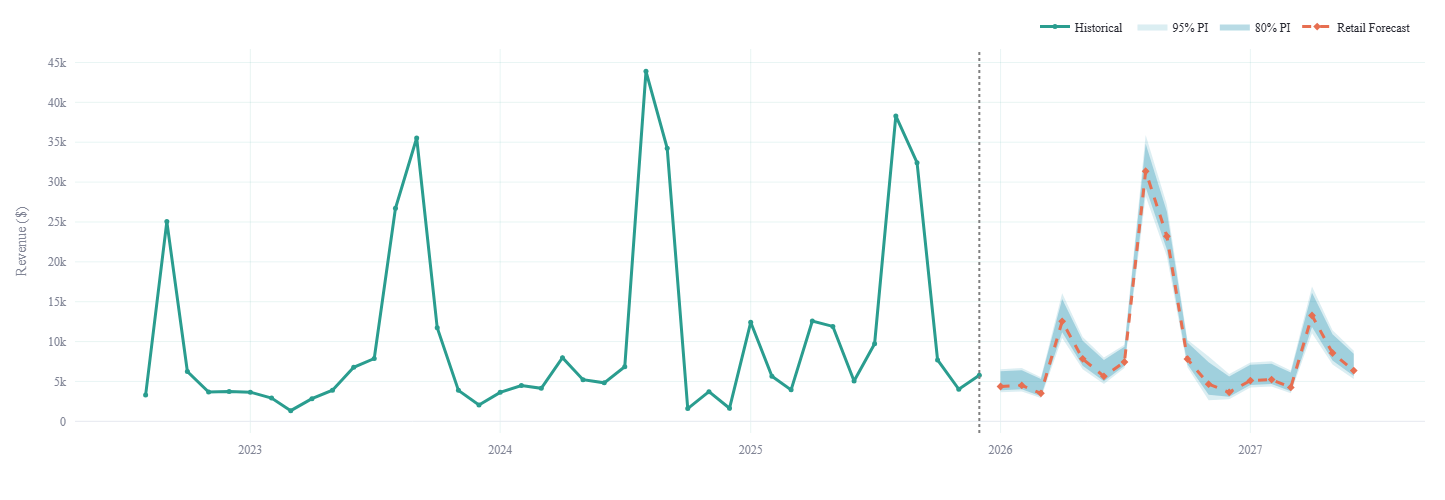 Historical 95% PI 80% PI Retail Forecast
45k
40k
35k
30k
25k
20k
15k
10k
5k
0
Revenue ($)
2023 2024 2025 2026 2027